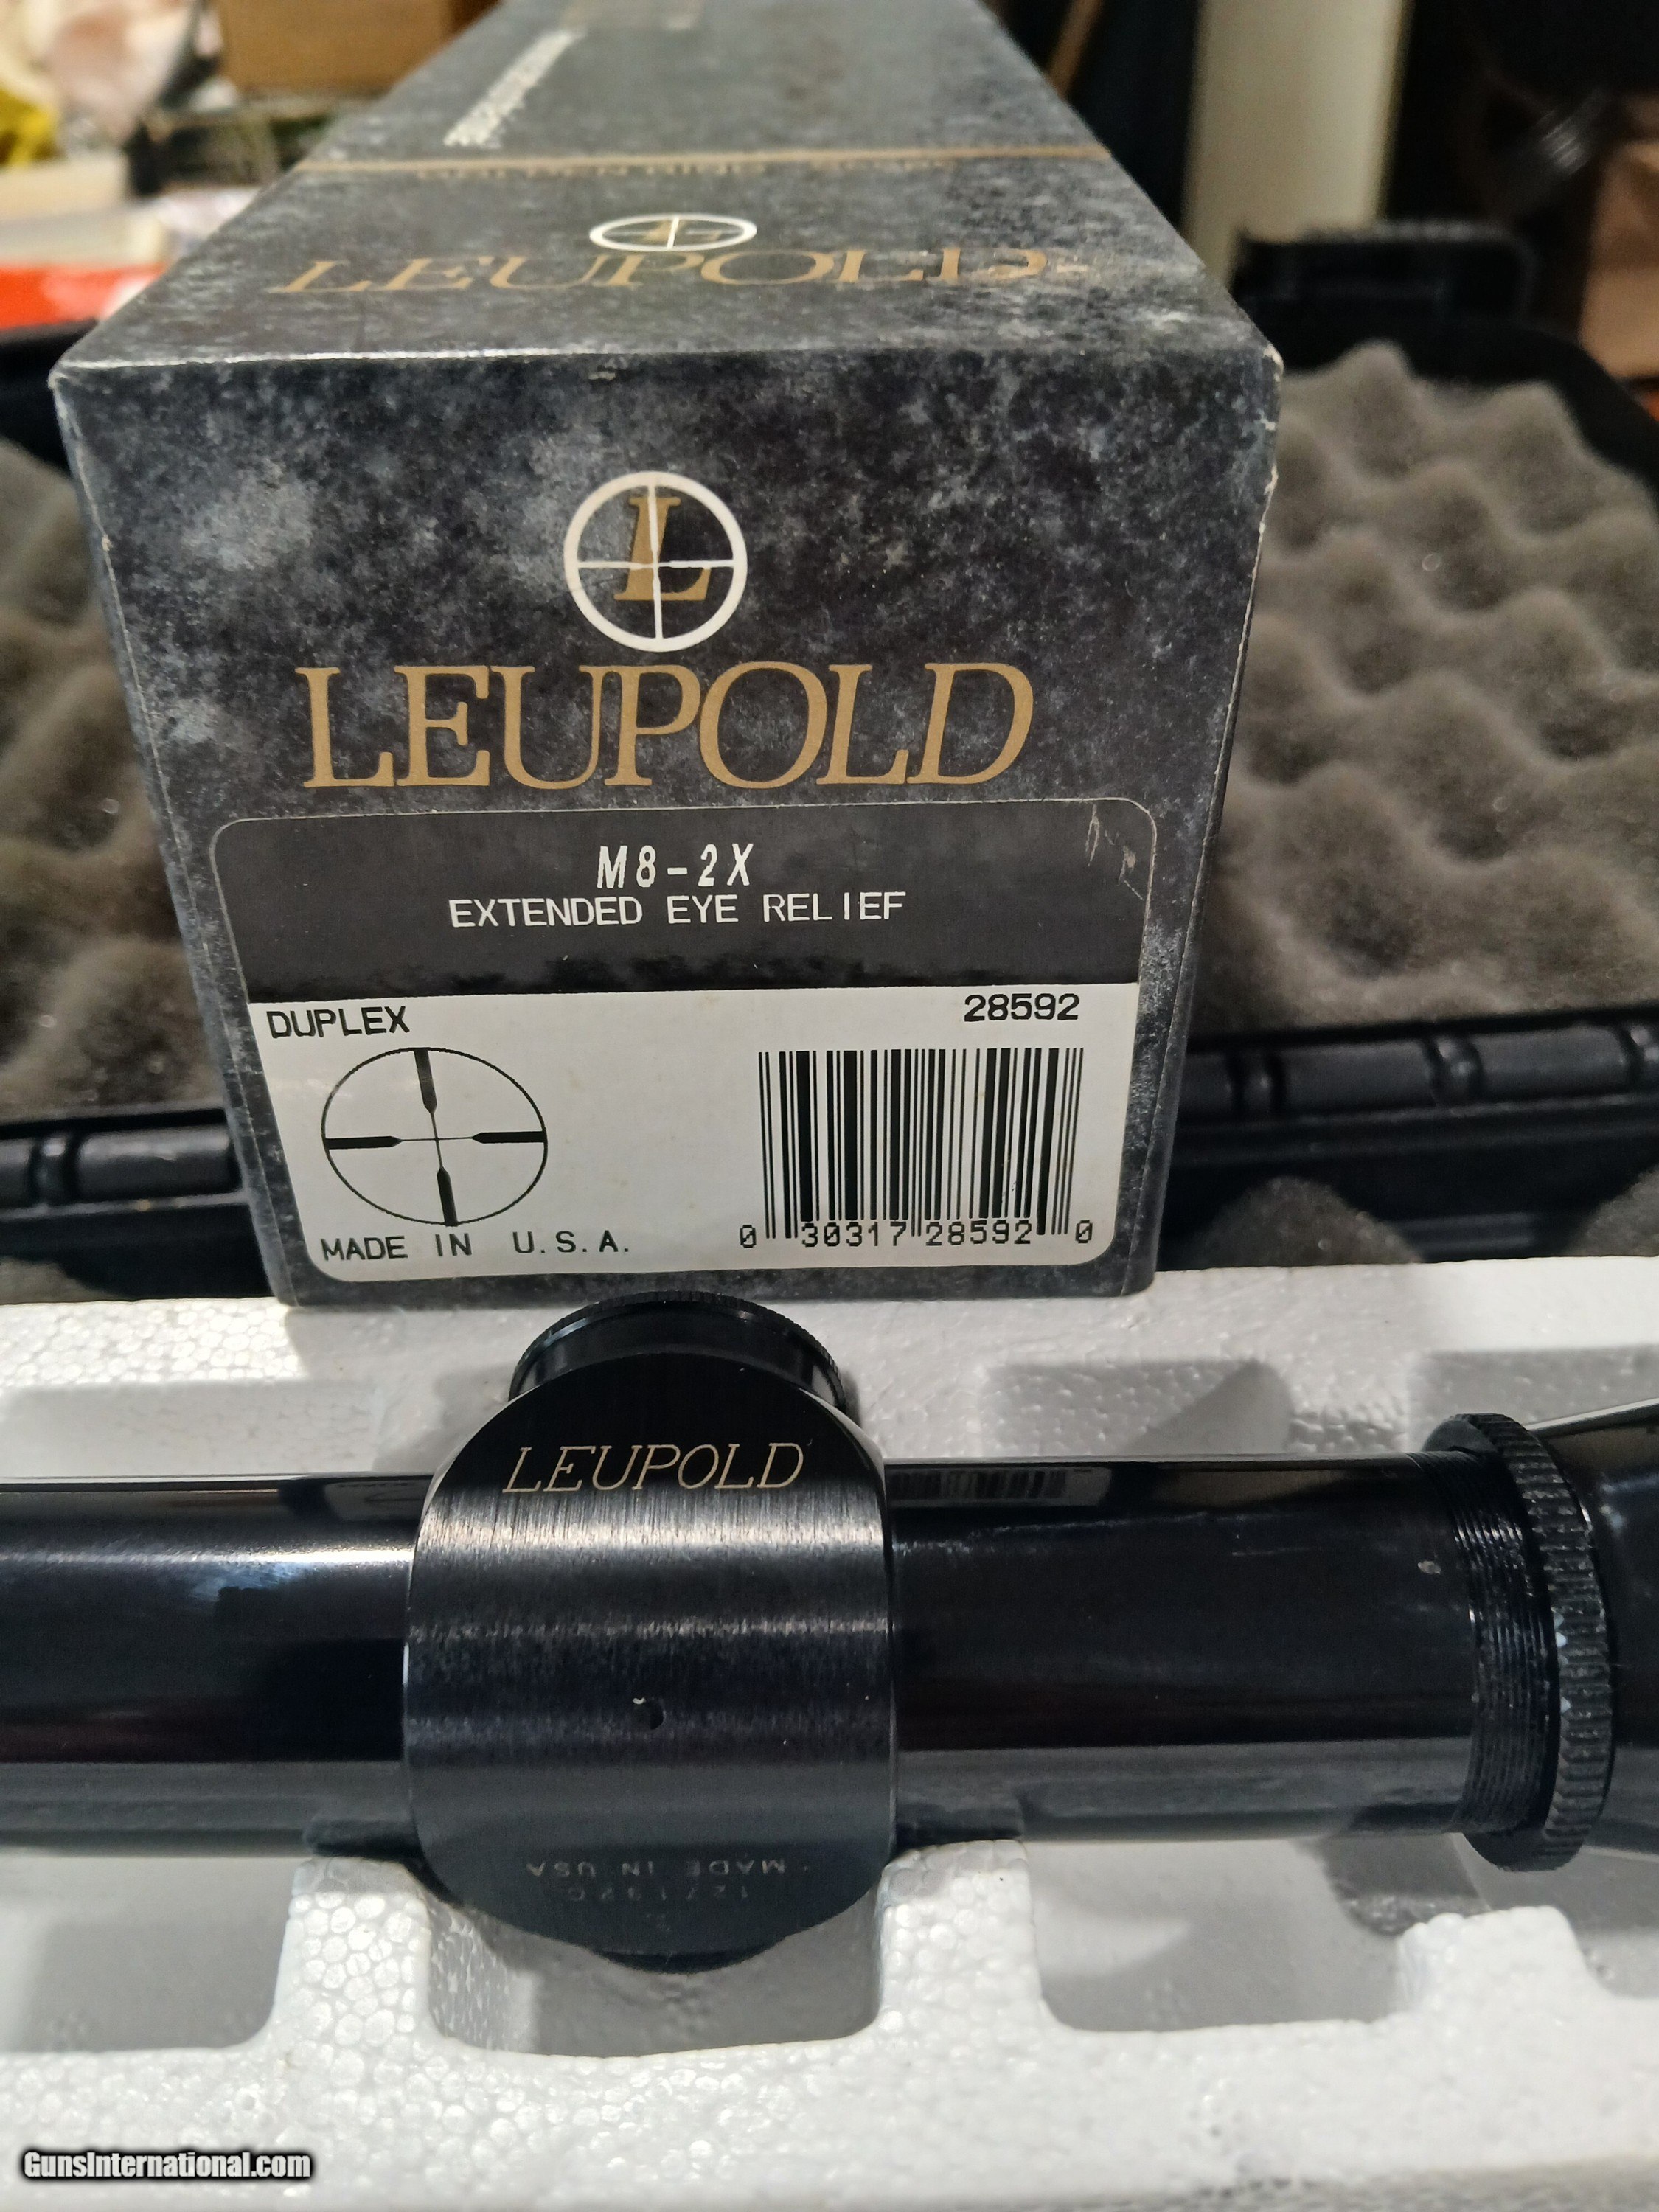 LEUPOLD
L
LEUPOLD
M8-2X
EXTENDED EYE RELIEF
DUPLEX
28592
MADE IN U.S.A.
0 30317 28592 0
LEUPOLD
MADE IN USA
GunsInternational.com